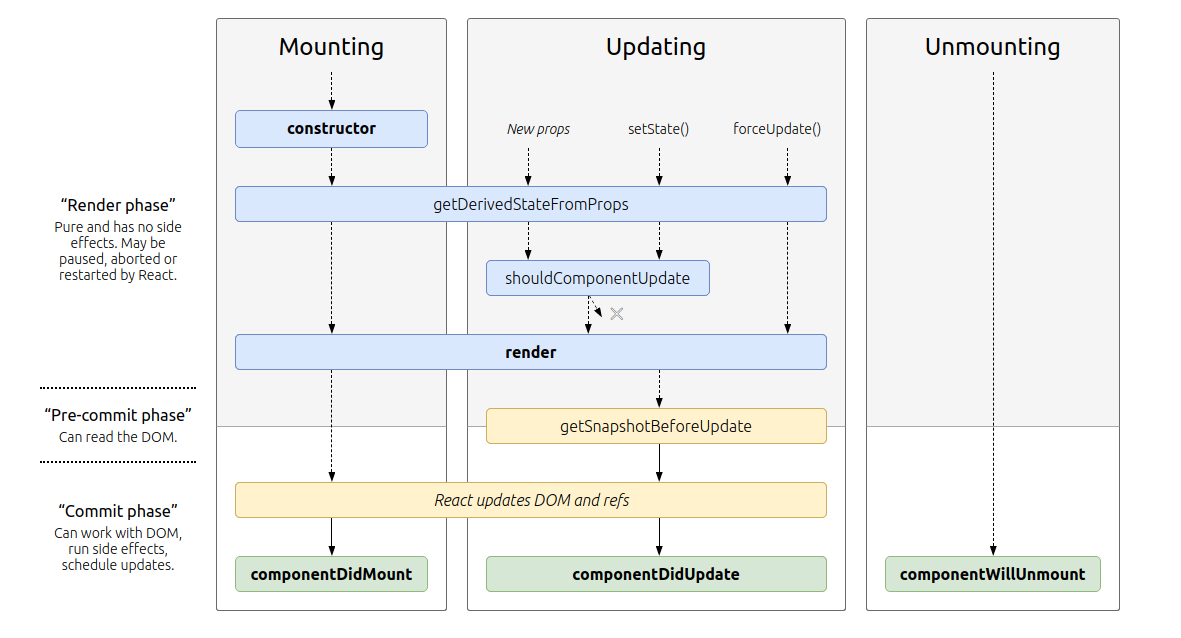 Mounting
Updating
Unmounting
constructor
New props
setState()
forceUpdate()
“Render phase”
Pure and has no side
effects. May be
paused, aborted or
restarted by React.
getDerivedStateFromProps
shouldComponentUpdate
render
“Pre-commit phase”
Can read the DOM.
getSnapshotBeforeUpdate
“Commit phase”
Can work with DOM,
run side effects,
schedule updates.
React updates DOM and refs
componentDidMount
componentDidUpdate
componentWillUnmount